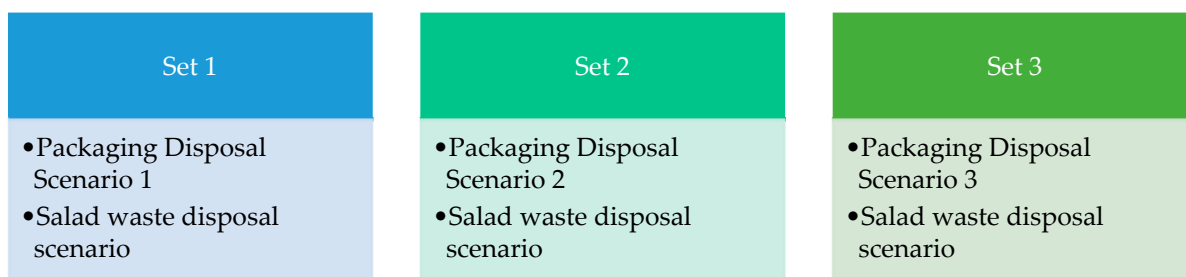 Set 1
•Packaging Disposal
Scenario 1
•Salad waste disposal
scenario
Set 2
•Packaging Disposal
Scenario 2
•Salad waste disposal
scenario
Set 3
•Packaging Disposal
Scenario 3
•Salad waste disposal
scenario